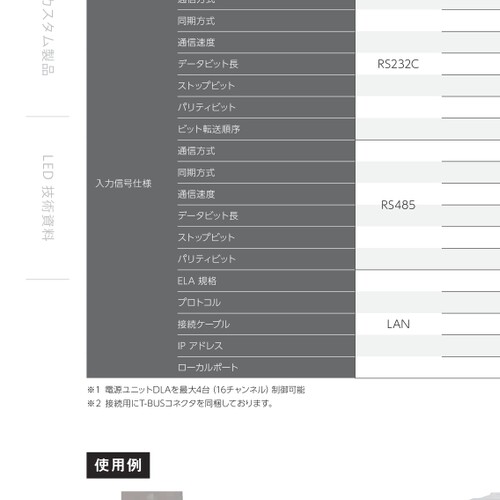 カスタム製品
LED 技術資料
通信方式
同期方式
通信速度
データビット長
ストップビット
パリティビット
ビット転送順序
RS232C
入力信号仕様
通信方式
同期方式
通信速度
データビット長
ストップビット
パリティビット
RS485
ELA 規格
プロトコル
接続ケーブル
IP アドレス
ローカルポート
LAN
※1 電源ユニットDLAを最大4台（16チャンネル）制御可能
※2 接続用にT-BUSコネクタを同梱しております。
使用例